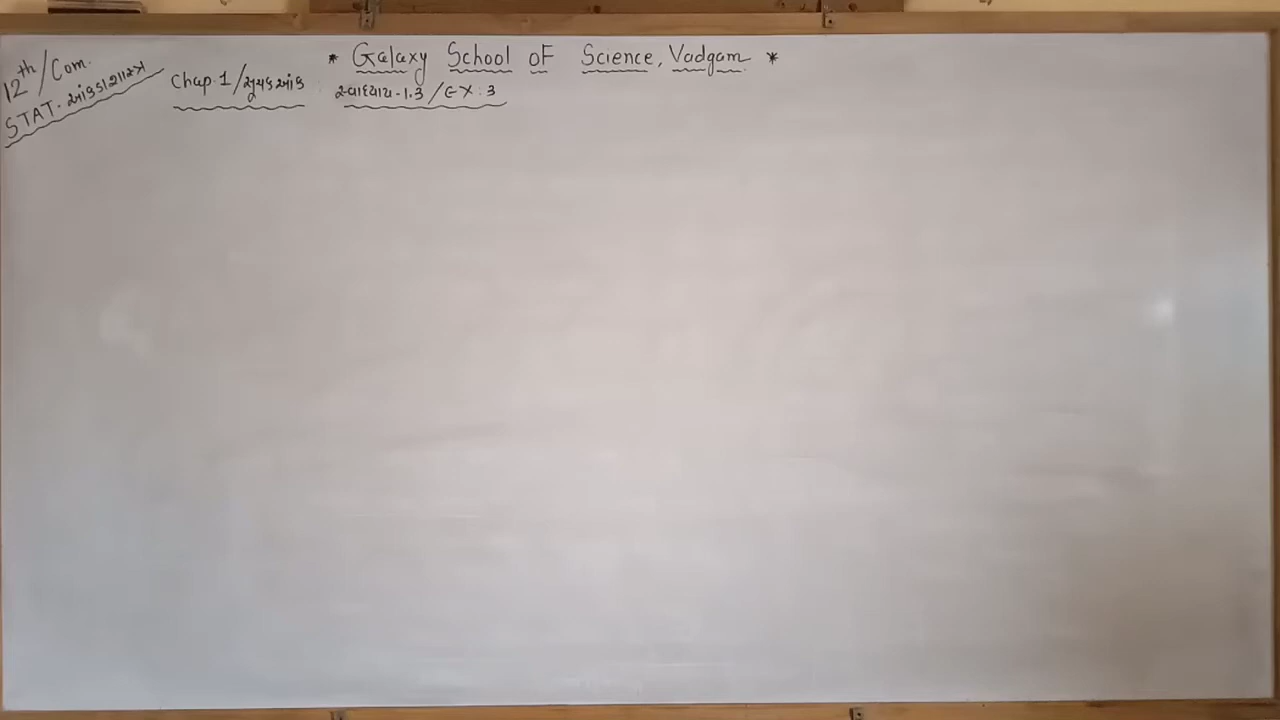 * Galaxy School of Science, Vadgam *
12th/Com.
STAT. આંકડાશાસ્ત્ર
Chap.1/સૂચક આંક
સ્વાધ્યાય-1.3/EX:3